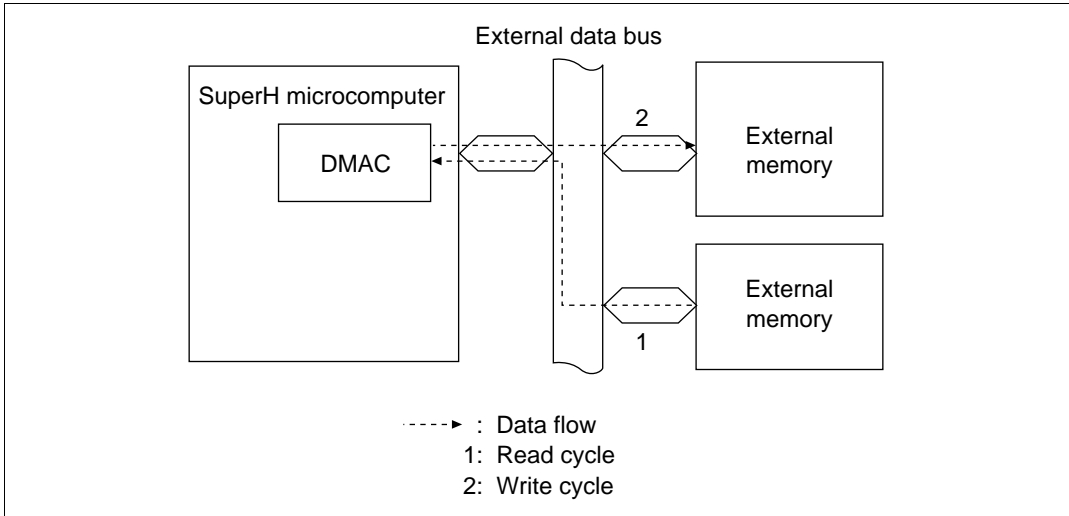 External data bus
SuperH microcomputer
DMAC
2
External
memory
External
memory
1
: Data flow
1: Read cycle
2: Write cycle